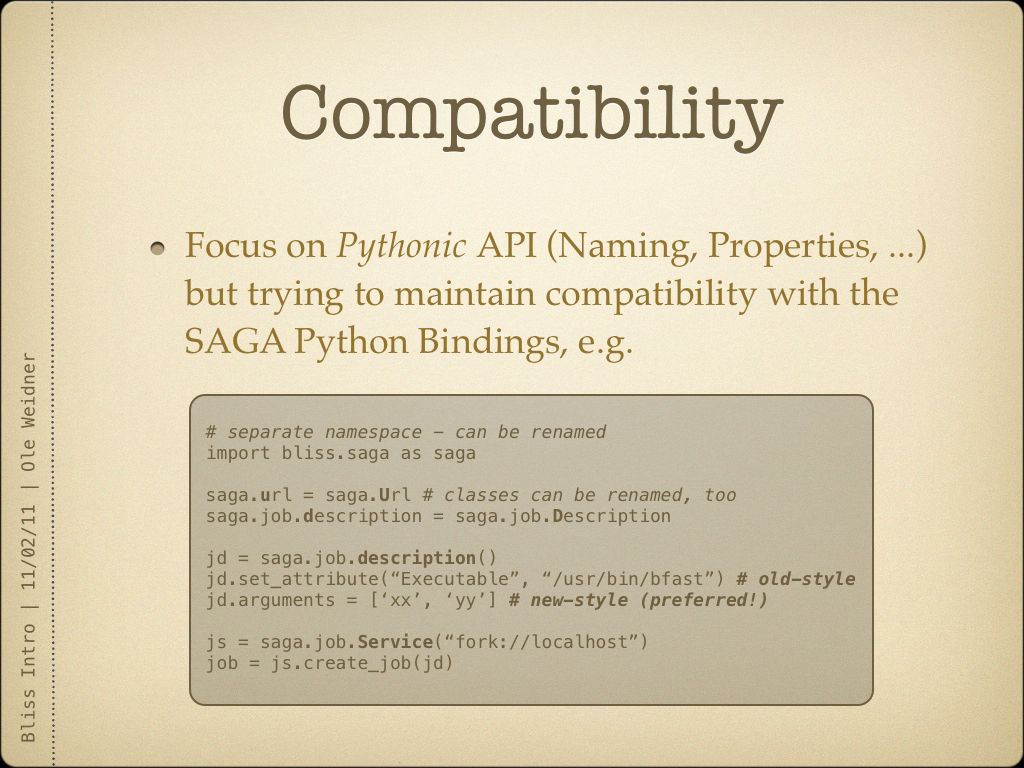 Compatibility
Focus on Pythonic API (Naming, Properties, ...)
but trying to maintain compatibility with the
SAGA Python Bindings, e.g.
# separate namespace – can be renamed
import bliss.saga as saga
saga.url = saga.Url # classes can be renamed, too
saga.job.description = saga.job.Description
jd = saga.job.description()
jd.set_attribute(“Executable”, “/usr/bin/bfast”) # old–style
jd.arguments = [‘xx’, ‘yy’] # new–style (preferred!)
js = saga.job.Service(“fork://localhost”)
job = js.create_job(jd)
Bliss Intro | 11/02/11 | Ole Weidner